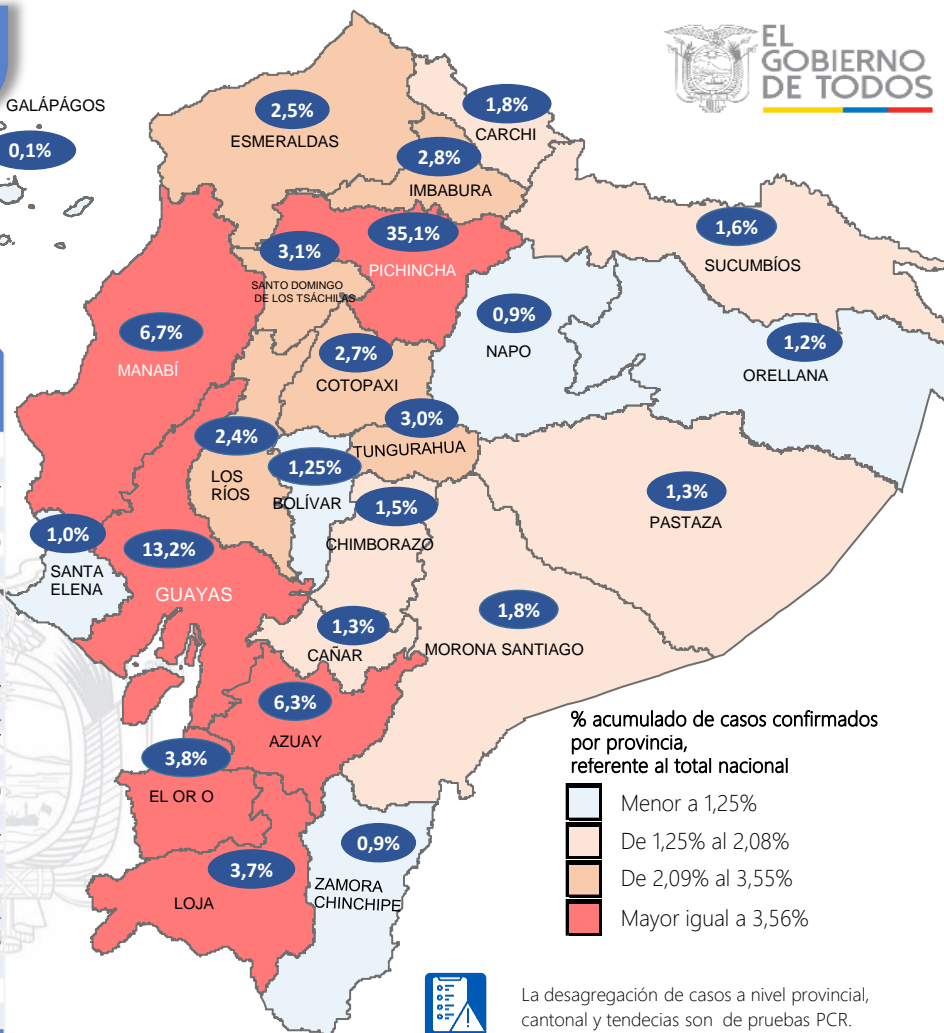 EL
GOBIERNO
DE TODOS
GALÁPÁGOS
0,1%
2,5%
ESMERALDAS
1,8%
CARCHI
2,8%
IMBABURA
35,1%
PICHINCHA
3,1%
SANTO DOMINGO
DE LOS TSÁCHILAS
1,6%
SUCUMBÍOS
6,7%
MANABÍ
0,9%
NAPO
1,2%
ORELLANA
2,7%
COTOPAXI
3,0%
TUNGURAHUA
2,4%
LOS
RÍOS
1,25%
BOLÍVAR
1,5%
CHIMBORAZO
1,3%
PASTAZA
1,0%
SANTA
ELENA
13,2%
GUAYAS
1,3%
CAÑAR
1,8%
MORONA SANTIAGO
6,3%
AZUAY
3,8%
EL OR O
3,7%
LOJA
0,9%
ZAMORA
CHINCHIPE
% acumulado de casos confirmados
por provincia,
referente al total nacional
Menor a 1,25%
De 1,25% al 2,08%
De 2,09% al 3,55%
Mayor igual a 3,56%
La desagregación de casos a nivel provincial,
cantonal y tendecias son de pruebas PCR.